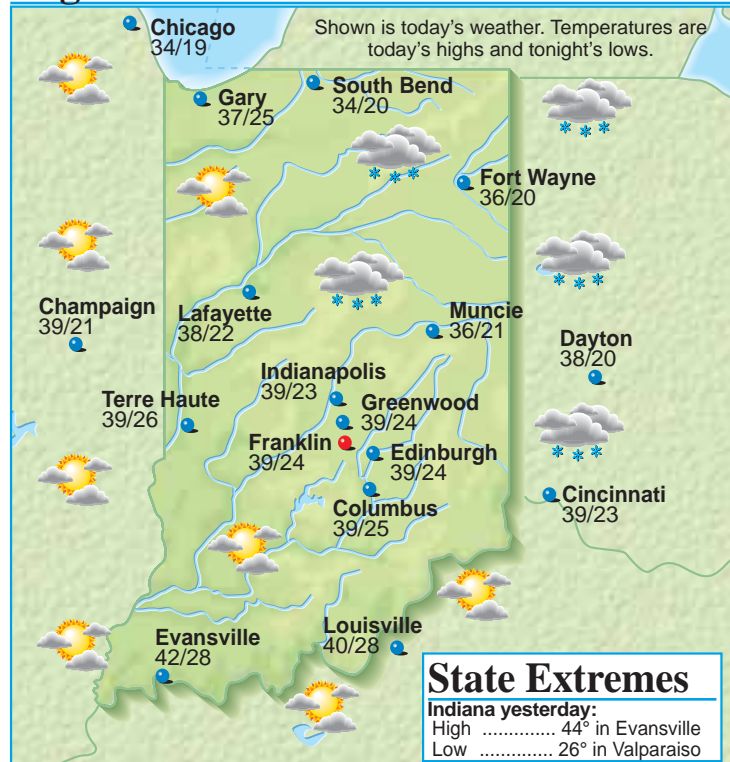 Shown is today's weather. Temperatures are
today's highs and tonight's lows.
Chicago
34/19
Gary
37/25
South Bend
34/20
Fort Wayne
36/20
Champaign
39/21
Lafayette
38/22
Muncie
36/21
Dayton
38/20
Indianapolis
39/23
Terre Haute
39/26
Greenwood
39/24
Franklin
39/24
Edinburgh
39/24
Columbus
39/25
Cincinnati
39/23
Evansville
42/28
Louisville
40/28
State Extremes
Indiana yesterday:
High .............. 44° in Evansville
Low .............. 26° in Valparaiso